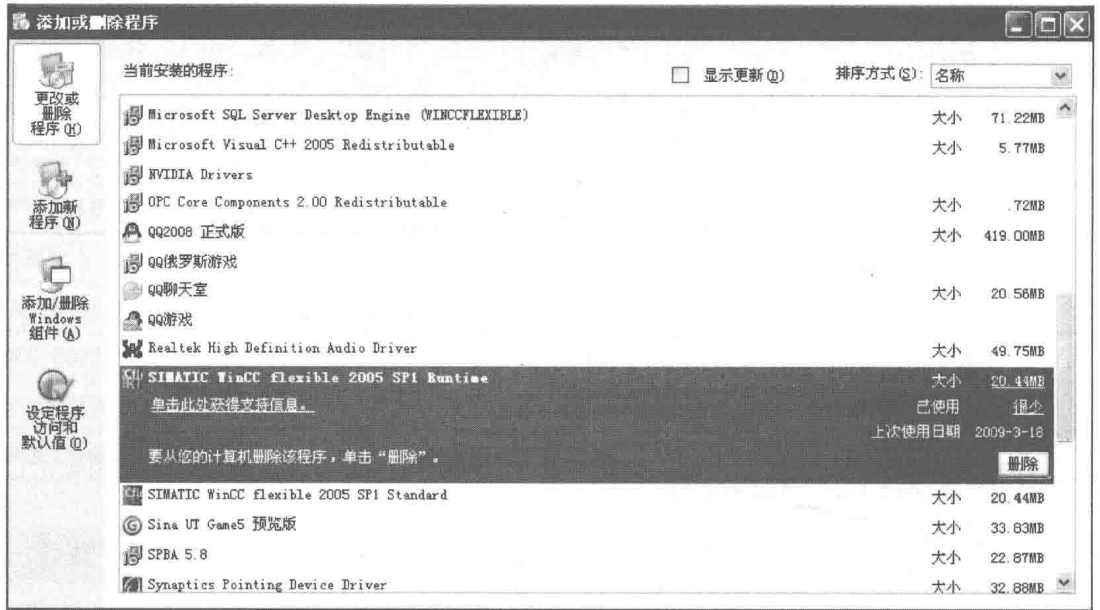 添加或删除程序
更改或
删除
程序(H)
添加新
程序(N)
添加/删除
Windows
组件(A)
设定程序
访问和
默认值(O)
当前安装的程序:
显示更新(D)
排序方式(S): 名称
Microsoft SQL Server Desktop Engine (WINCCFLEXIBLE) 大小 71.22MB
Microsoft Visual C++ 2005 Redistributable 大小 5.77MB
NVIDIA Drivers
OPC Core Components 2.00 Redistributable 大小 .72MB
QQ2008 正式版 大小 419.00MB
QQ俄罗斯游戏
QQ聊天室 大小 20.56MB
QQ游戏
Realtek High Definition Audio Driver 大小 49.75MB
SIMATIC WinCC flexible 2005 SP1 Runtime 大小 20.44MB
单击此处获得支持信息。 已使用 很少
上次使用日期 2009-3-18
要从您的计算机删除该程序，单击“删除”。 删除
SIMATIC WinCC flexible 2005 SP1 Standard 大小 20.44MB
Sina UT Game5 预览版 大小 33.83MB
SPBA 5.8 大小 22.87MB
Synaptics Pointing Device Driver 大小 32.88MB